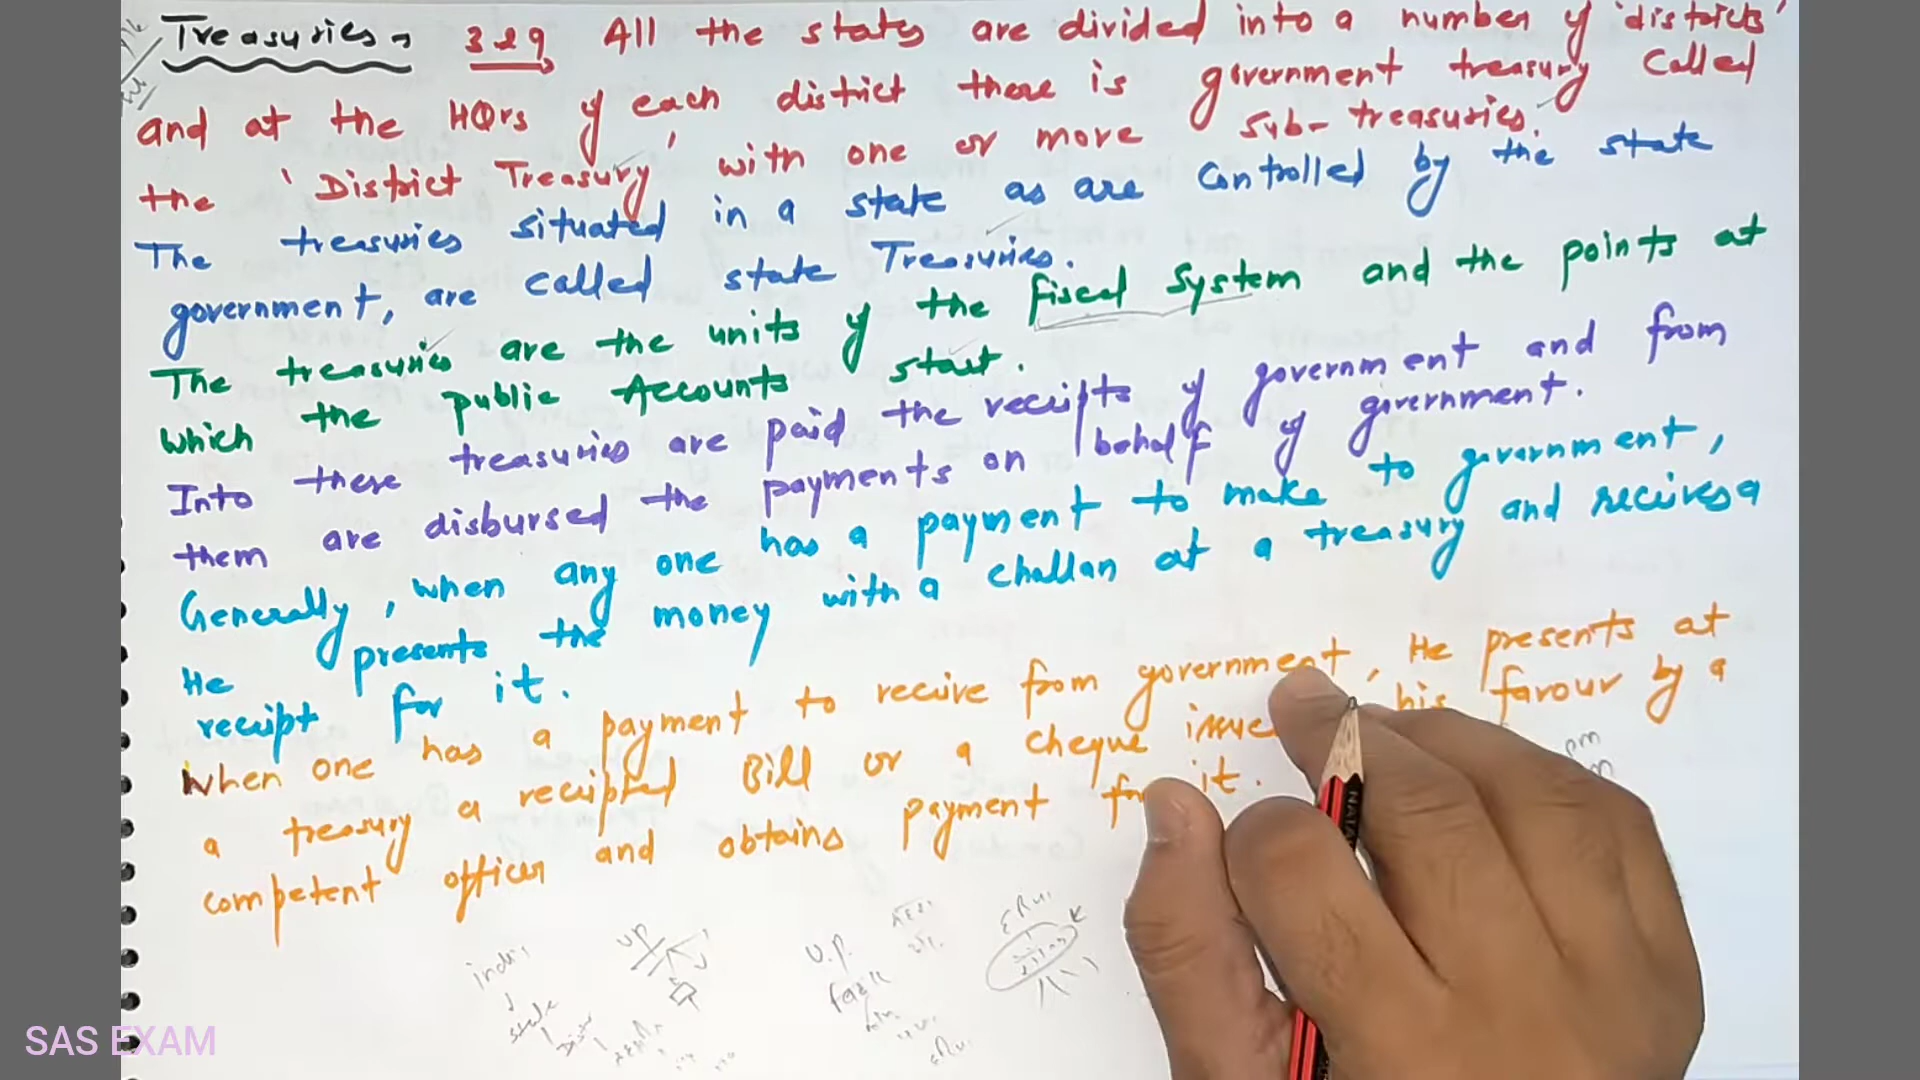 Treasuries → 329 All the states are divided into a number of 'districts'
and at the HQrs of each district there is government treasury called
the 'District Treasury' with one or more Sub-treasuries.
The treasuries situated in a state as are controlled by the state
government, are called state Treasuries.
The treasuries are the units of the fiscal system and the points at
which the public Accounts start.
Into these treasuries are paid the receipts of government and from
them are disbursed the payments on behalf of government.
Generally, when any one has a payment to make to government,
He presents the money with a challan at a treasury and recives a
receipt for it.
When one has a payment to receive from government, He presents at
a treasury a receipted Bill or a cheque his favour by a
competent officer and obtains payment it.
pm
U.P.
state
SAS EXAM